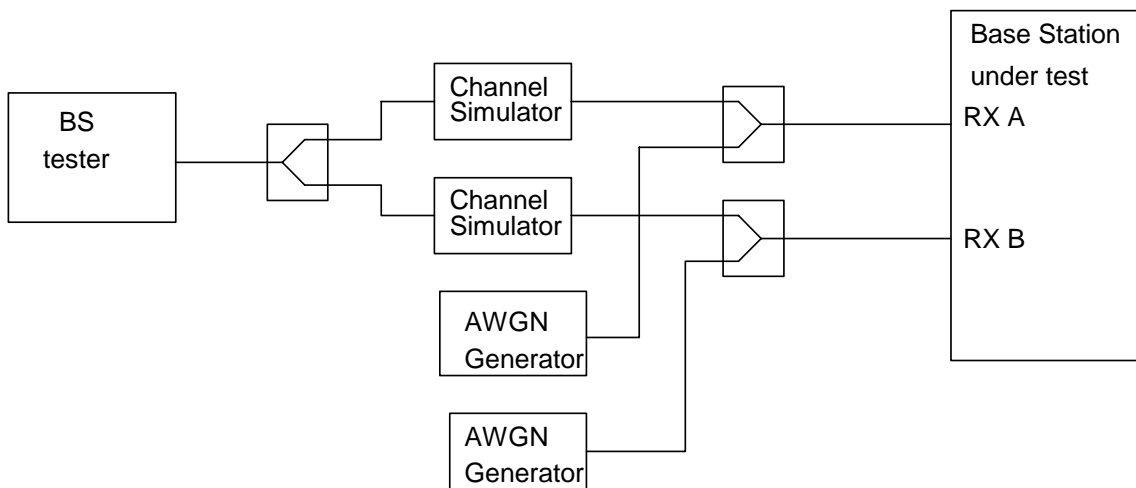 BS
tester
Channel
Simulator
Channel
Simulator
AWGN
Generator
AWGN
Generator
Base Station
under test
RX A
RX B